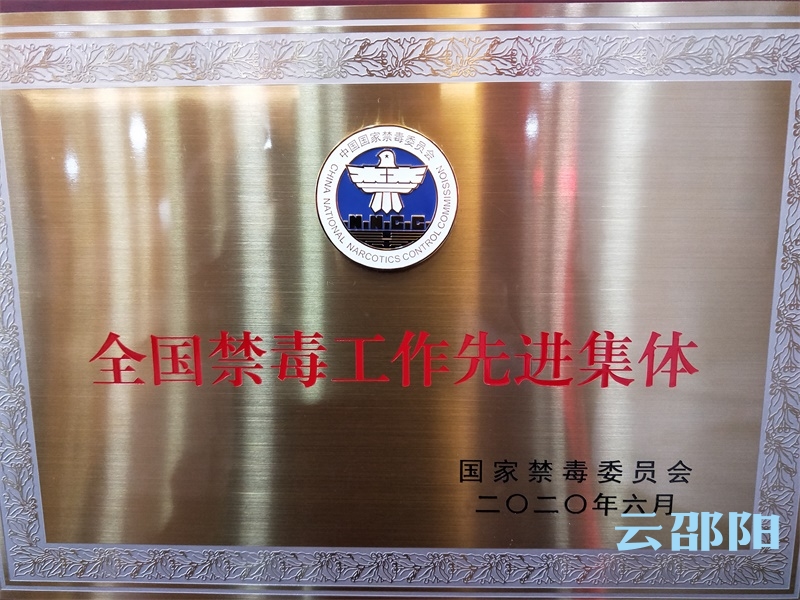 中国国家禁毒委员会
CHINA NATIONAL NARCOTICS CONTROL COMMISSION
N.N.C.C
全国禁毒工作先进集体
国家禁毒委员会
二〇二〇年六月
云邵阳